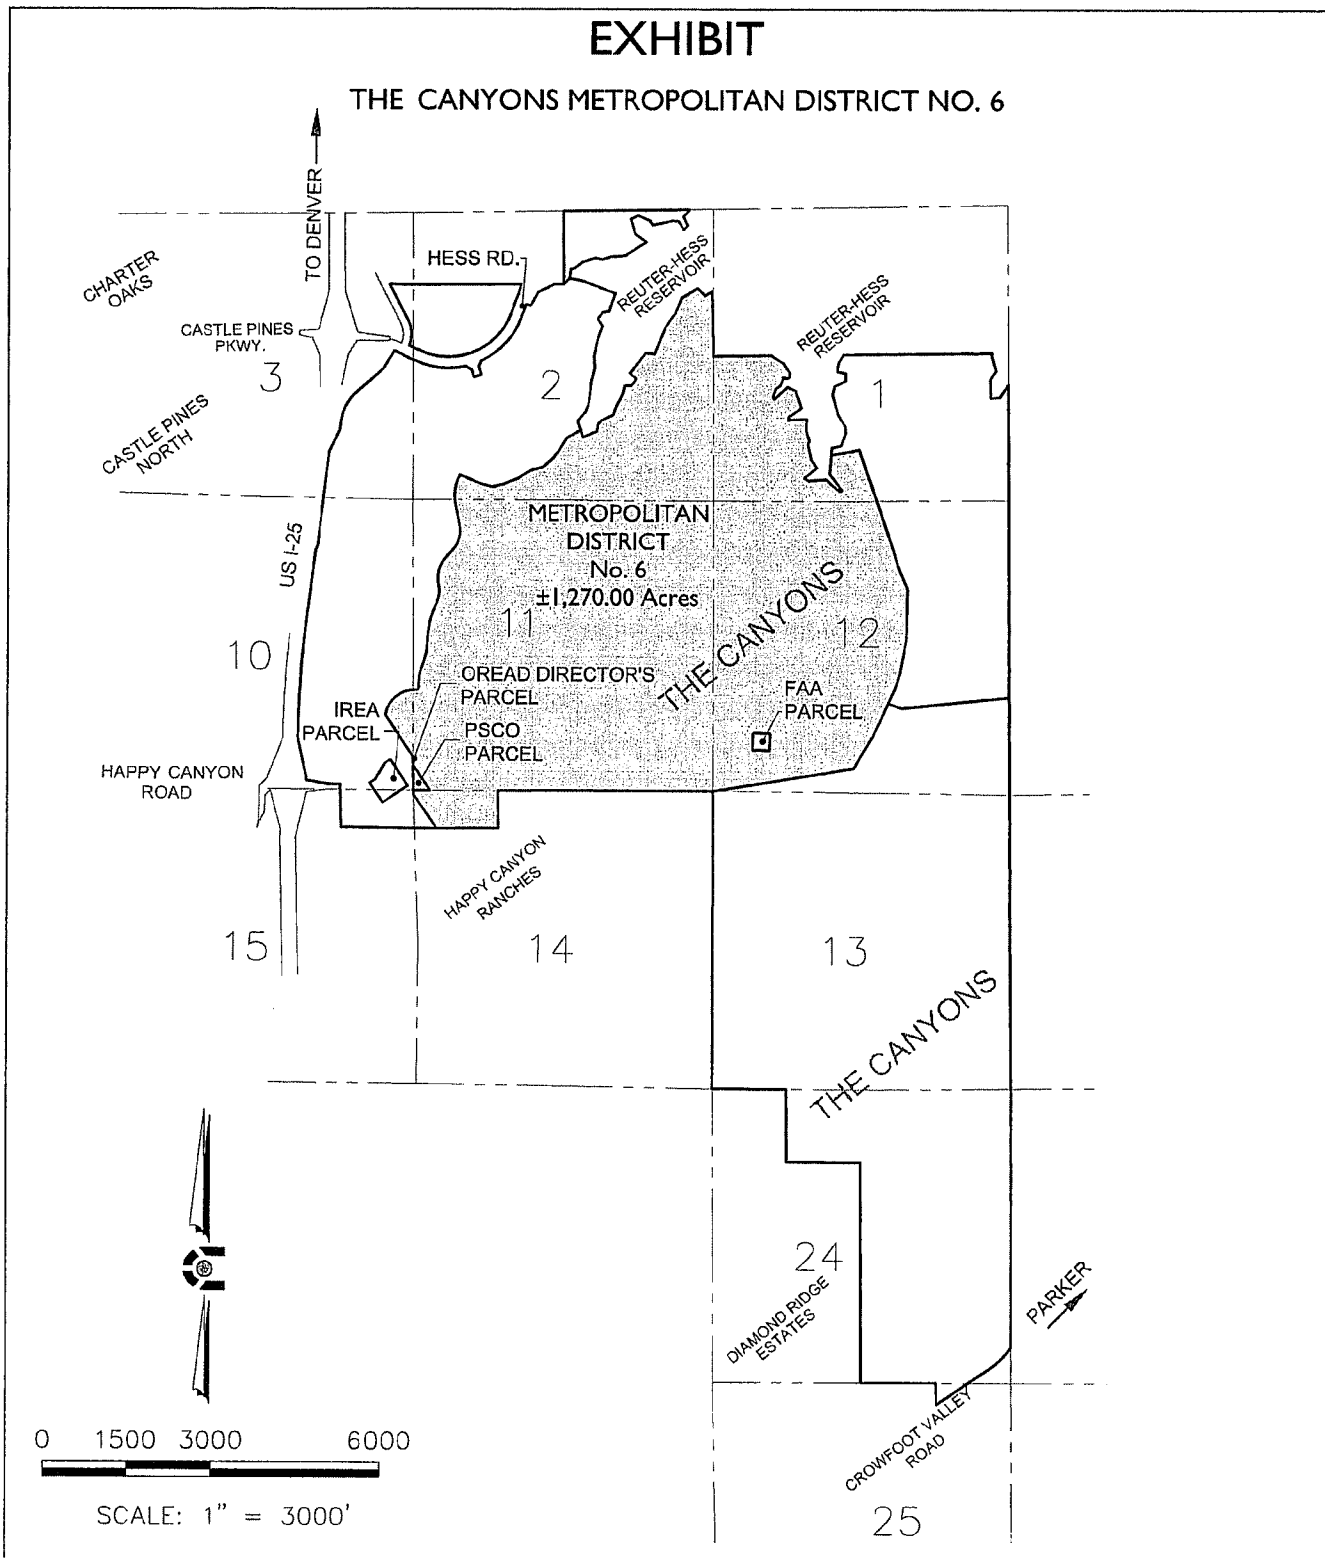 EXHIBIT
THE CANYONS METROPOLITAN DISTRICT NO. 6
TO DENVER
HESS RD.
CHARTER
OAKS
REUTER-HESS
RESERVOIR
REUTER-HESS
RESERVOIR
CASTLE PINES
PKWY.
3
2
1
CASTLE PINES
NORTH
US I-25
METROPOLITAN
DISTRICT
No. 6
±1,270.00 Acres
11
THE CANYONS
12
10
OREAD DIRECTOR'S
PARCEL
IREA
PARCEL
PSCO
PARCEL
FAA
PARCEL
HAPPY CANYON
ROAD
HAPPY CANYON
RANCHES
15
14
13
THE CANYONS
24
DIAMOND RIDGE
ESTATES
PARKER
CROWFOOT VALLEY
ROAD
25
0 1500 3000 6000
SCALE: 1" = 3000'